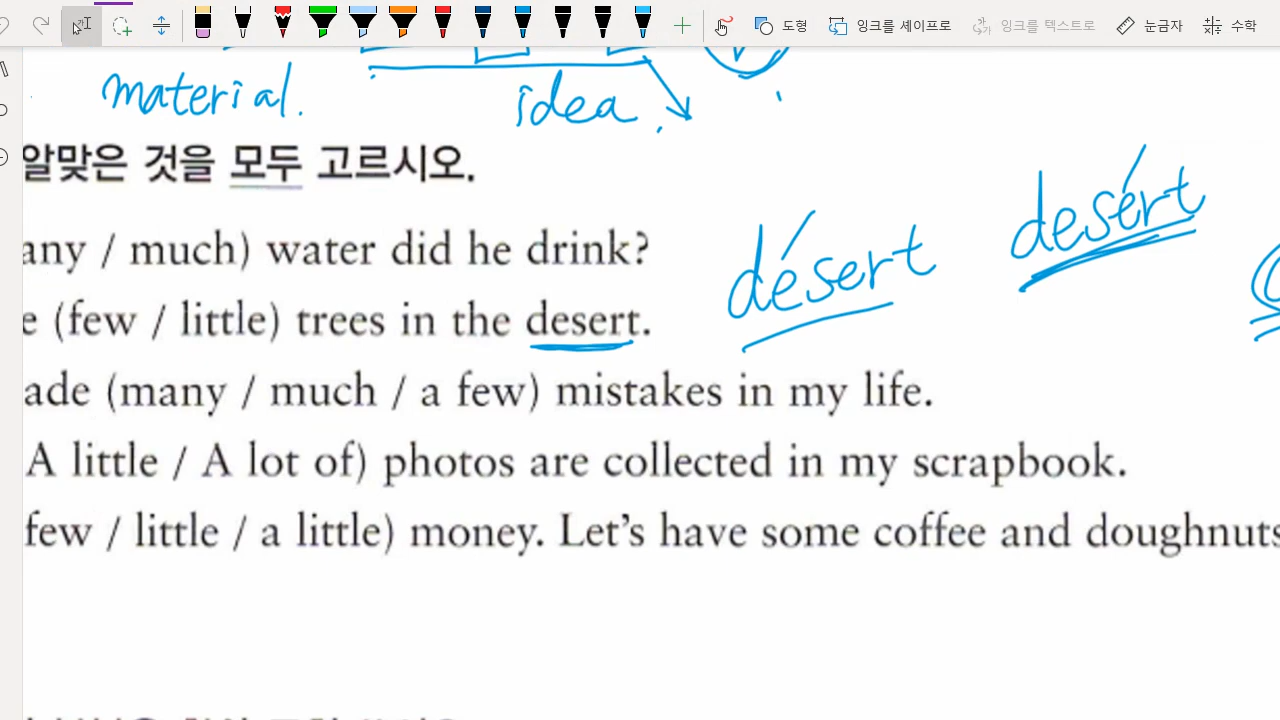 도형 잉크를 셰이프로 잉크를 텍스트로 눈금자 수학
material. idea
알맞은 것을 모두 고르시오.
désert desért
any / much) water did he drink?
e (few / little) trees in the desert.
ade (many / much / a few) mistakes in my life.
A little / A lot of) photos are collected in my scrapbook.
few / little / a little) money. Let's have some coffee and doughnuts